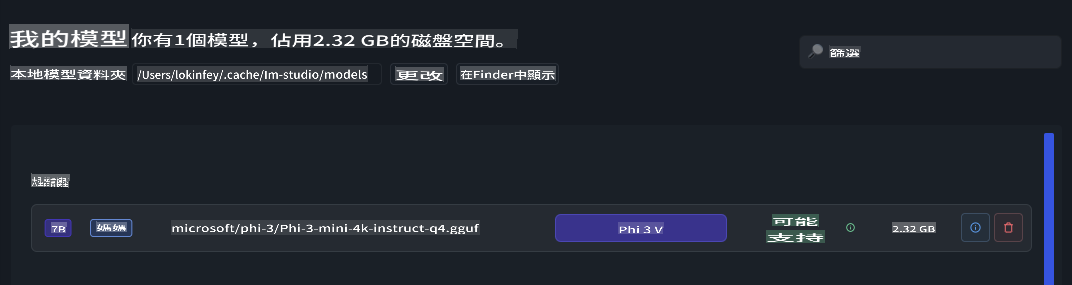 我的模型 你有1個模型，佔用2.32 GB的磁盤空間。
篩選
本地模型資料夾 /Users/lokinfey/.cache/lm-studio/models 更改 在Finder中顯示
7B 媽媽 microsoft/phi-3/Phi-3-mini-4k-instruct-q4.gguf Phi 3 V 可能 2.32 GB
支持